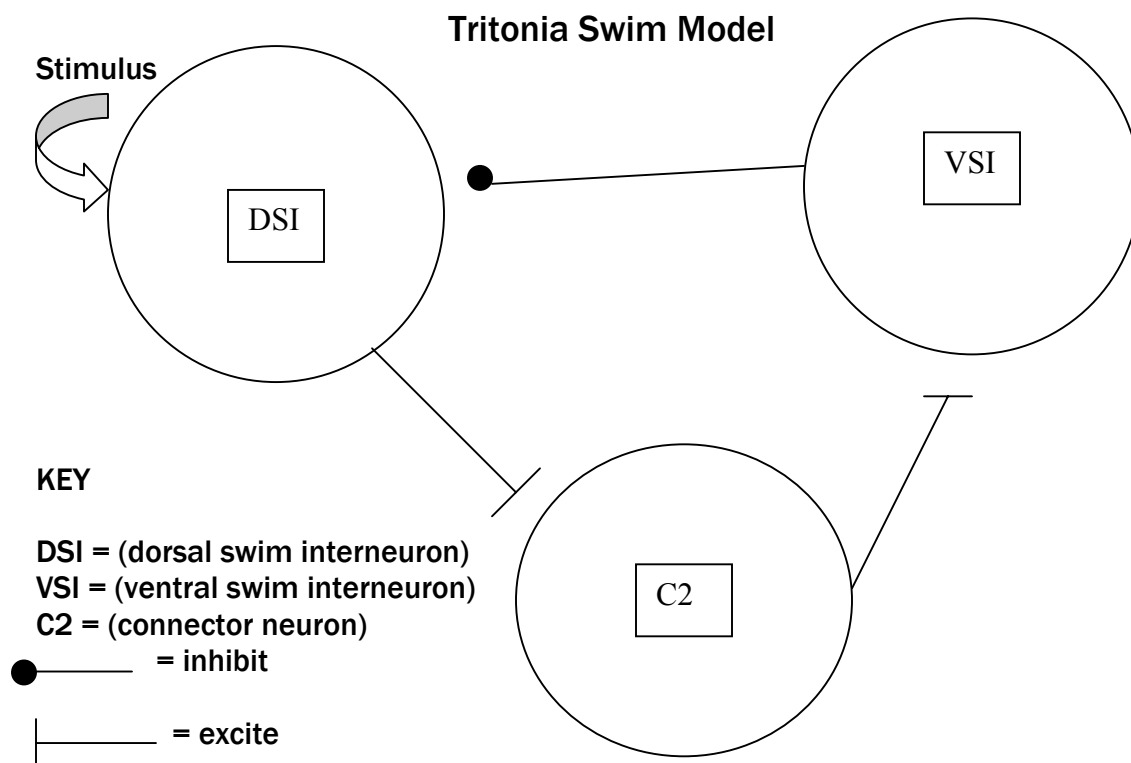 Tritonia Swim Model
Stimulus
DSI
VSI
C2
KEY
DSI = (dorsal swim interneuron)
VSI = (ventral swim interneuron)
C2 = (connector neuron)
= inhibit
= excite